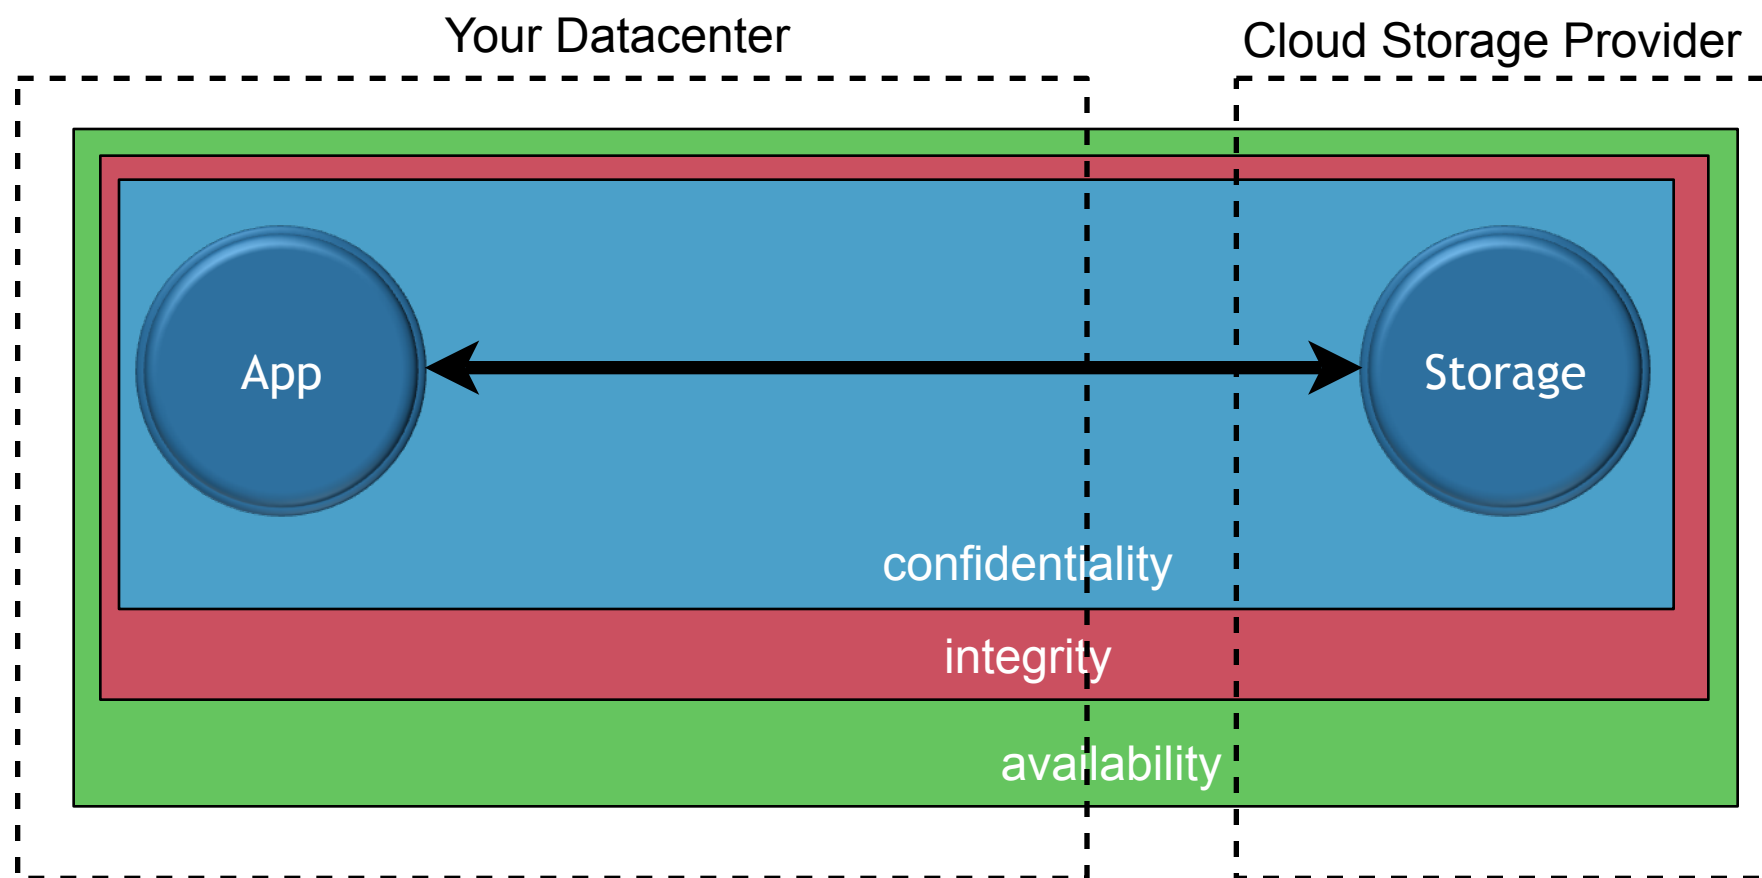 Your Datacenter
Cloud Storage Provider
App
Storage
confidentiality
integrity
availability